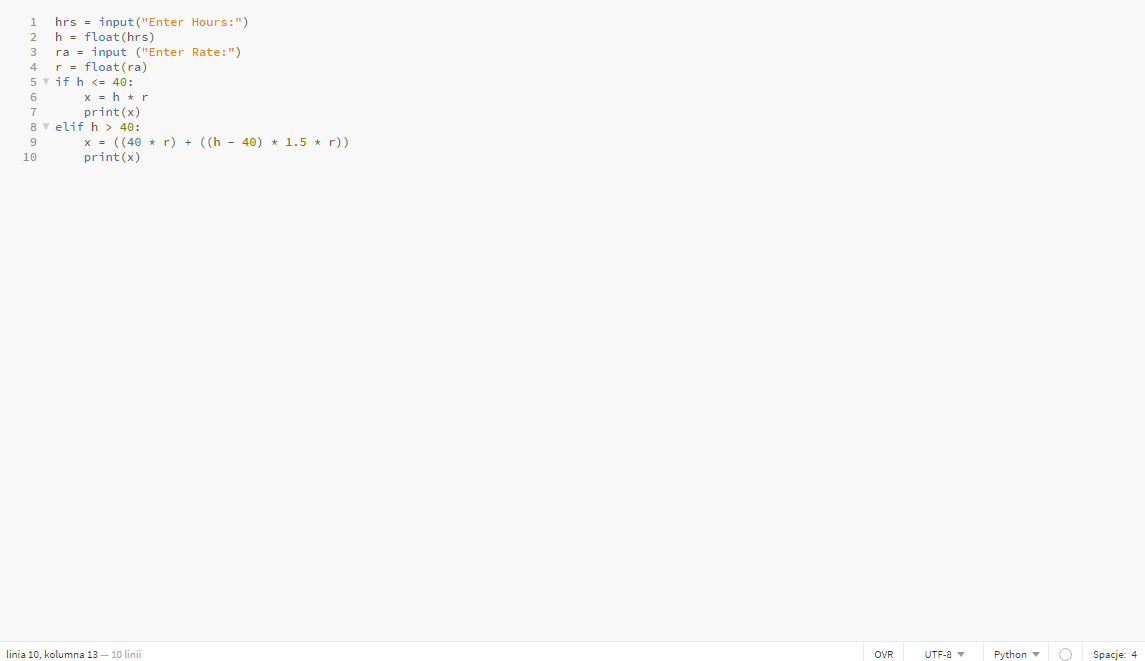 1 hrs = input("Enter Hours:")
2 h = float(hrs)
3 ra = input ("Enter Rate:")
4 r = float(ra)
5 if h <= 40:
6     x = h * r
7     print(x)
8 elif h > 40:
9     x = ((40 * r) + ((h - 40) * 1.5 * r))
10     print(x)
linia 10, kolumna 13 — 10 linii OVR UTF-8 Python Spacje: 4